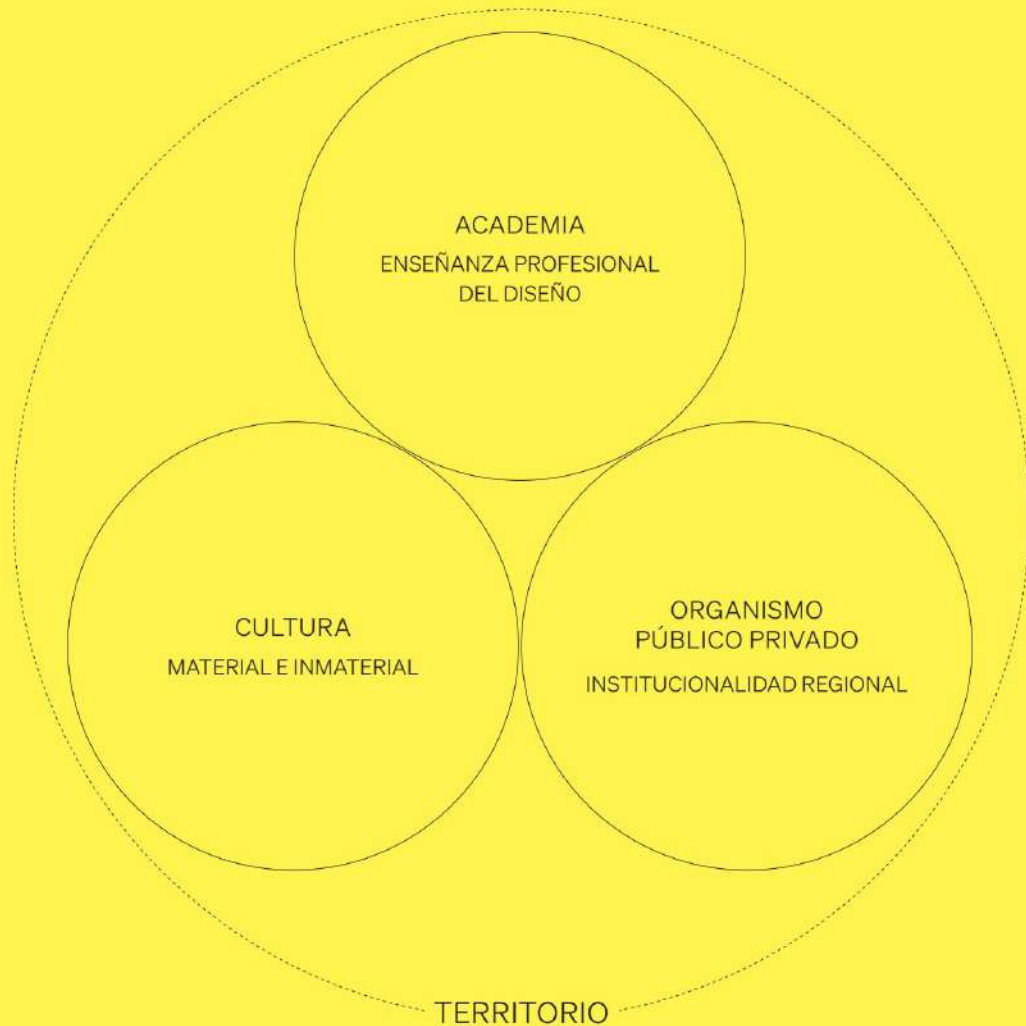 ACADEMIA
ENSEÑANZA PROFESIONAL
DEL DISEÑO
CULTURA
MATERIAL E INMATERIAL
ORGANISMO
PÚBLICO PRIVADO
INSTITUCIONALIDAD REGIONAL
TERRITORIO